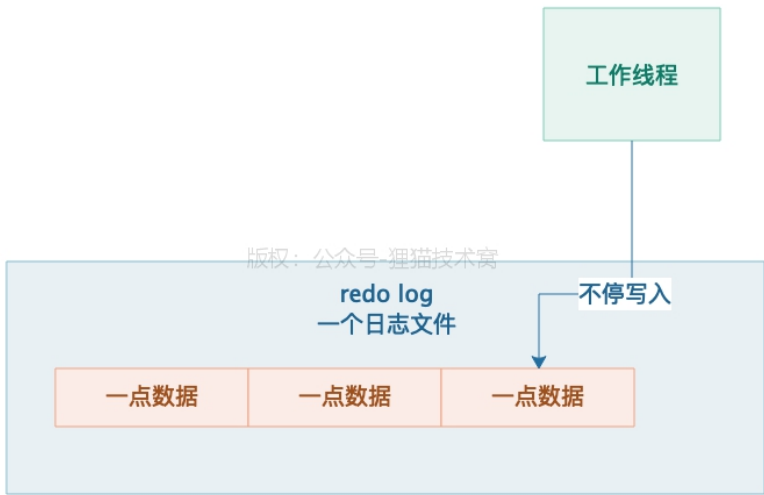 工作线程
版权：公众号-狸猫技术窝
redo log
一个日志文件
不停写入
一点数据
一点数据
一点数据